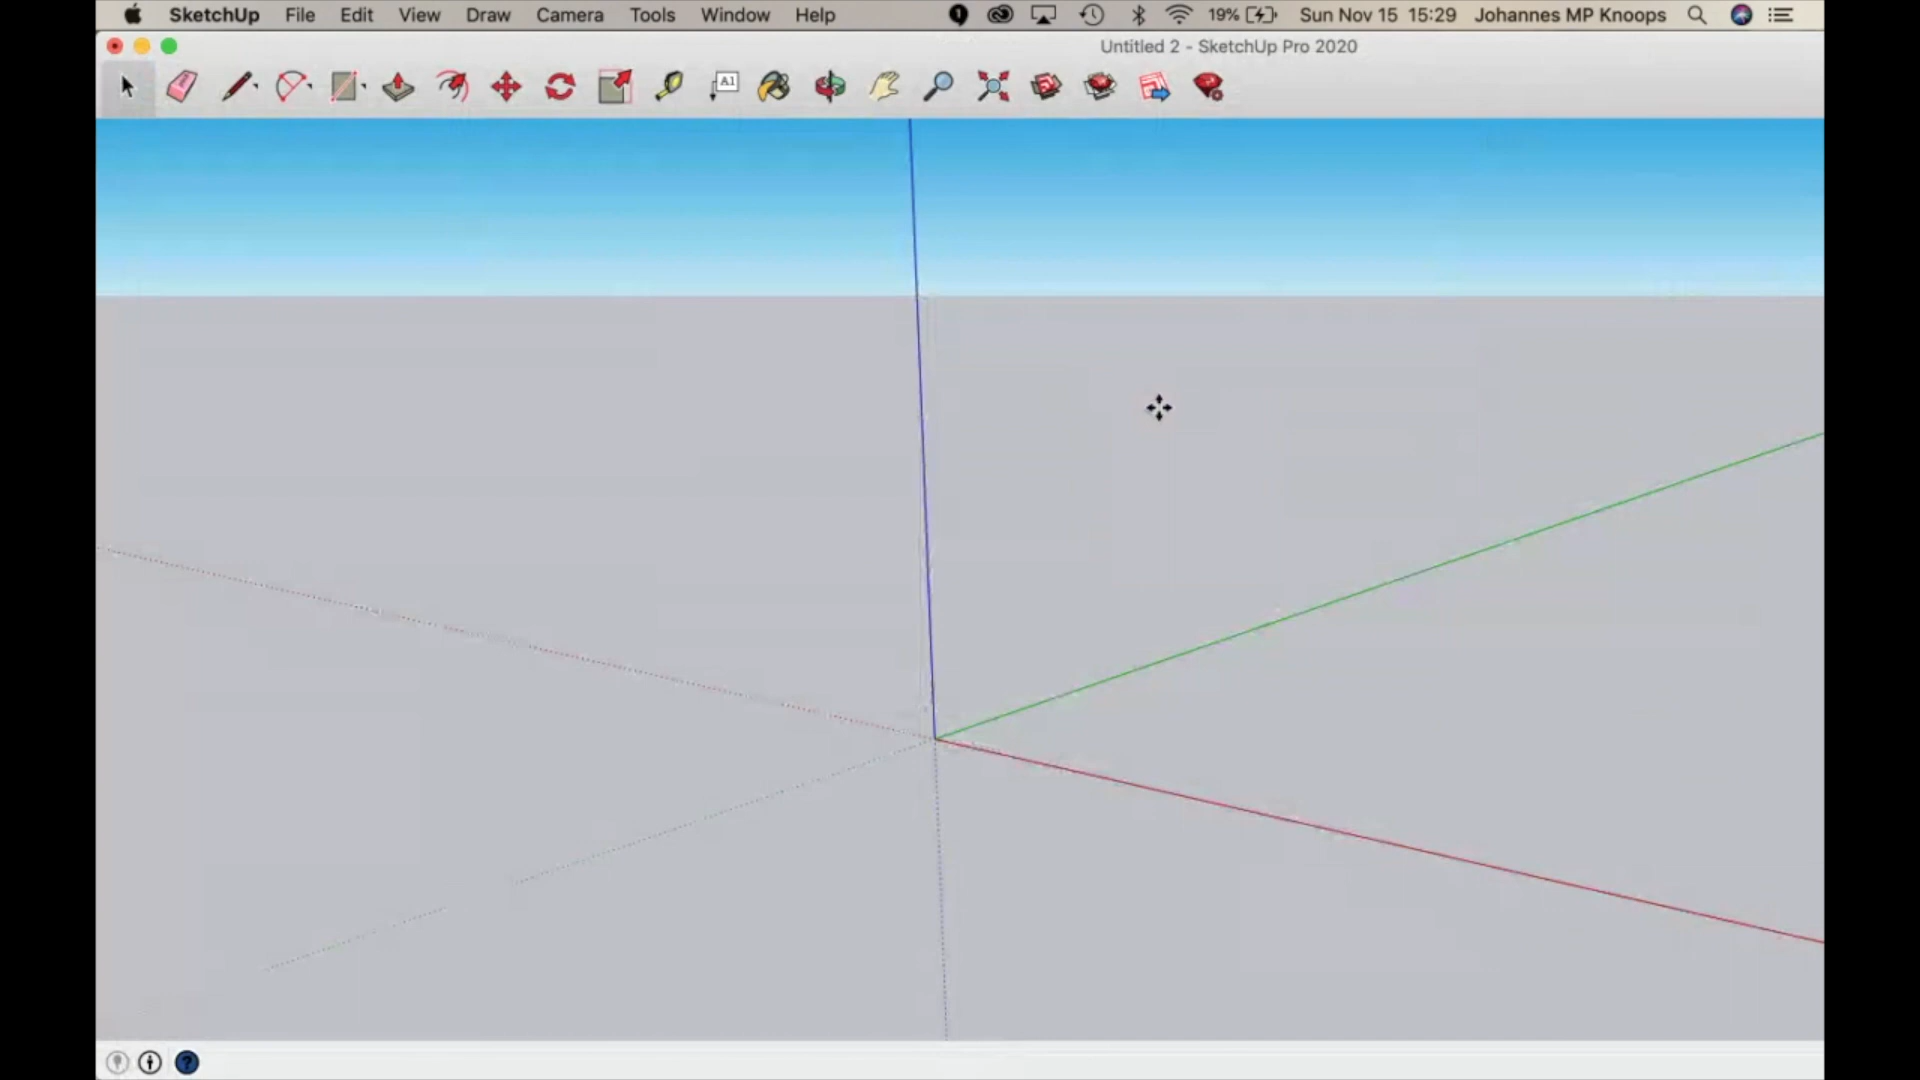 SketchUp File Edit View Draw Camera Tools Window Help 19% Sun Nov 15 15:29 Johannes MP Knoops
Untitled 2 - SketchUp Pro 2020
A1